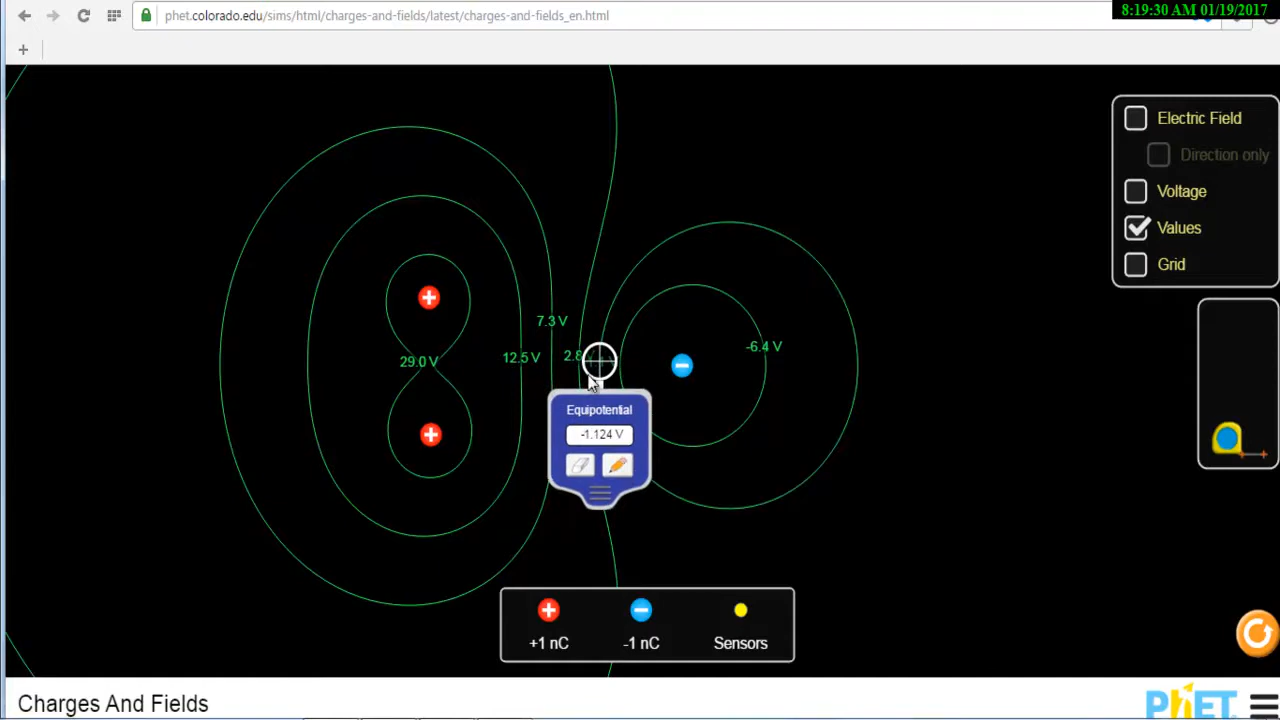 8:19:30 AM 01/19/2017
phet.colorado.edu/sims/html/charges-and-fields/latest/charges-and-fields_en.html
+
Electric Field
Direction only
Voltage
Values
Grid
7.3 V
29.0 V
12.5 V
2.8
-6.4 V
Equipotential
-1.124 V
+1 nC
-1 nC
Sensors
Charges And Fields
PhET